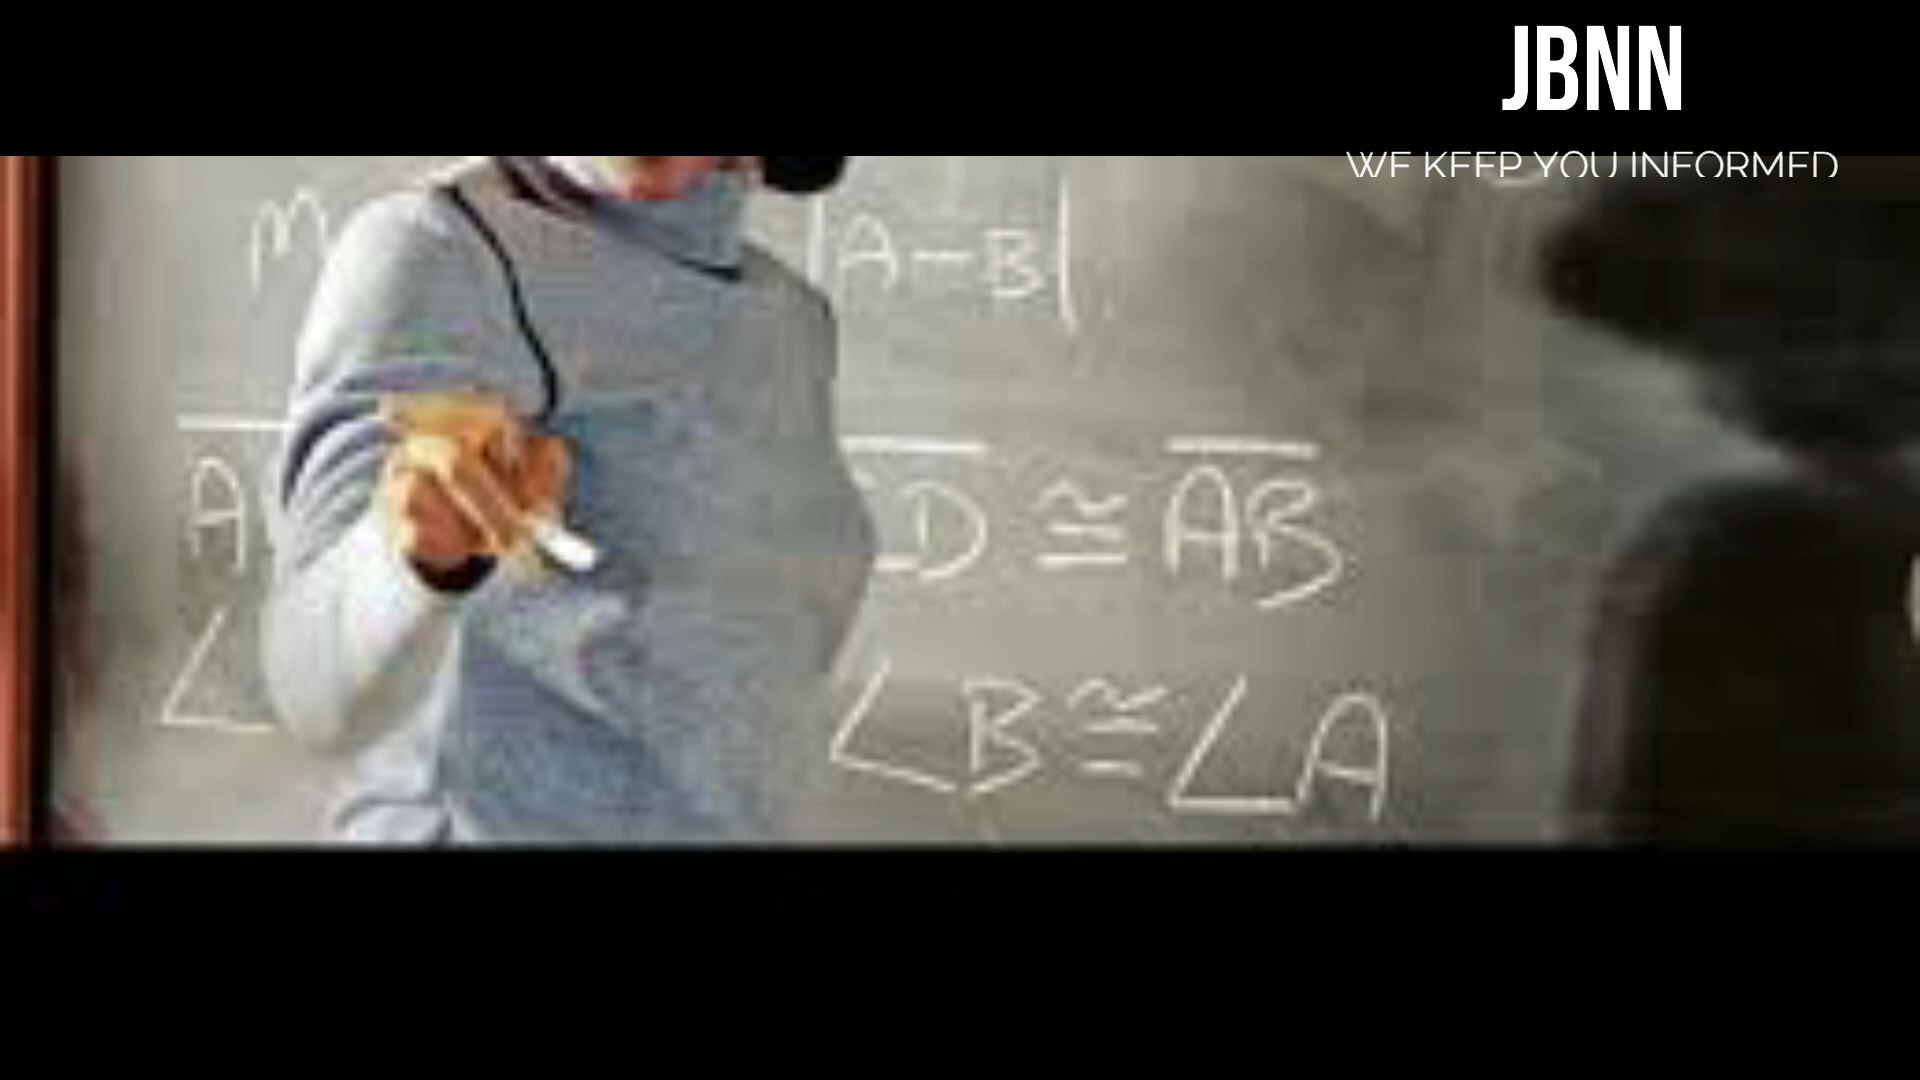 JBNN
WE KEEP YOU INFORMED
m |A-B|
A D ≅ AB
∠ ∠B ≅ ∠A